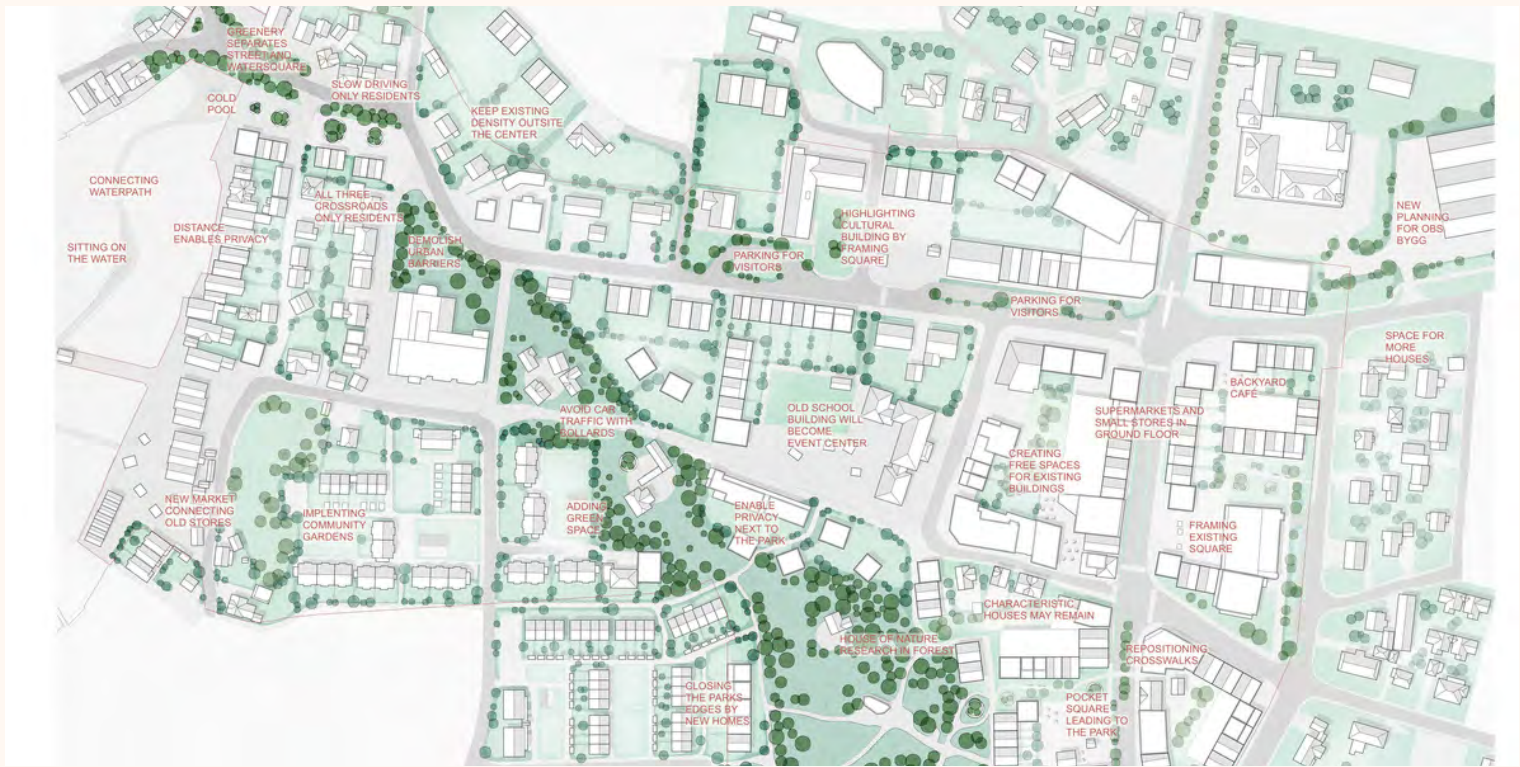 GREENERY
SEPARATES
STREET AND
WATERSQUARE
SLOW DRIVING
ONLY RESIDENTS
COLD
POOL
KEEP EXISTING
DENSITY OUTSITE
THE CENTER
CONNECTING
WATERPATH
ALL THREE
CROSSROADS
ONLY RESIDENTS
DISTANCE
ENABLES PRIVACY
SITTING ON
THE WATER
DEMOLISH
URBAN
BARRIERS
PARKING FOR
VISITORS
HIGHLIGHTING
CULTURAL
BUILDING BY
FRAMING
SQUARE
NEW
PLANNING
FOR OBS
BYGG
PARKING FOR
VISITORS
SPACE FOR
MORE
HOUSES
BACKYARD
CAFÉ
AVOID CAR
TRAFFIC WITH
BOLLARDS
OLD SCHOOL
BUILDING WILL
BECOME
EVENT CENTER
SUPERMARKETS AND
SMALL STORES IN
GROUND FLOOR
CREATING
FREE SPACES
FOR EXISTING
BUILDINGS
NEW MARKET
CONNECTING
OLD STORES
IMPLENTING
COMMUNITY
GARDENS
ADDING
GREEN
SPACE
ENABLE
PRIVACY
NEXT TO
THE PARK
FRAMING
EXISTING
SQUARE
CHARACTERISTIC
HOUSES MAY REMAIN
HOUSE OF NATURE
RESEARCH IN FOREST
REPOSITIONING
CROSSWALKS
CLOSING
THE PARKS
EDGES BY
NEW HOMES
POCKET
SQUARE
LEADING TO
THE PARK